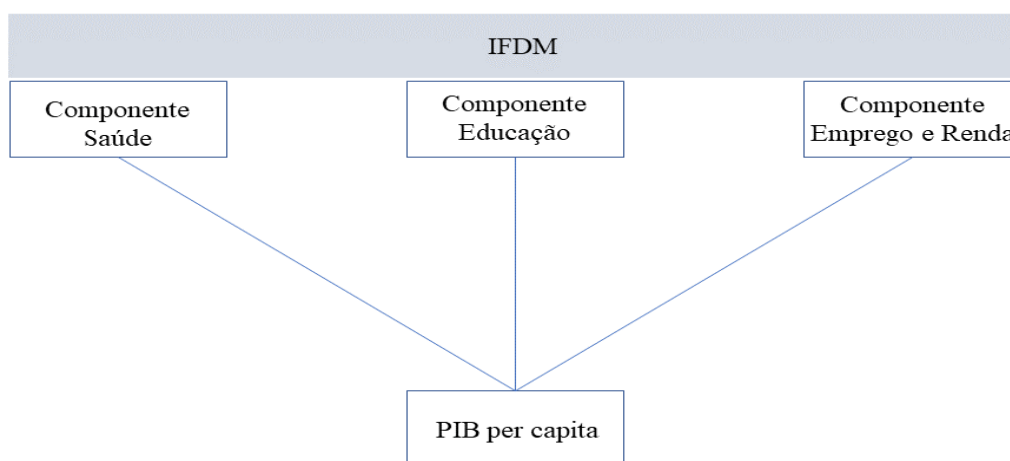 IFDM
Componente
Saúde
Componente
Educação
Componente
Emprego e Renda
PIB per capita